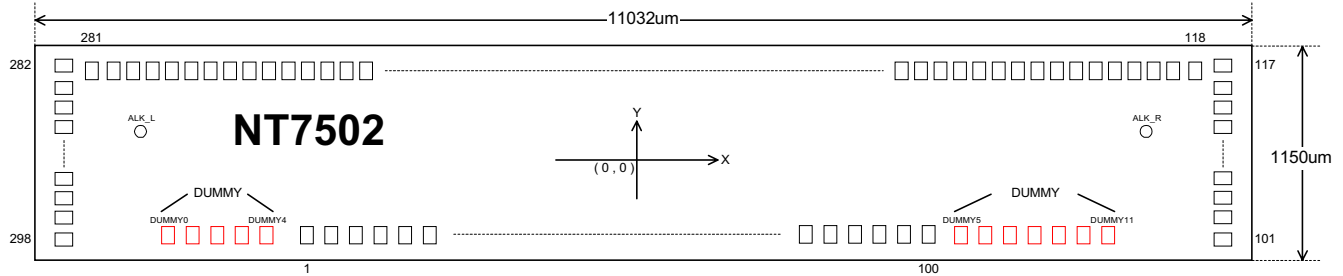 11032um
281
118
282
117
ALK_L
ALK_R
NT7502
Y
X
( 0 , 0 )
1150um
DUMMY
DUMMY
DUMMY0
DUMMY4
DUMMY5
DUMMY11
298
101
1
100